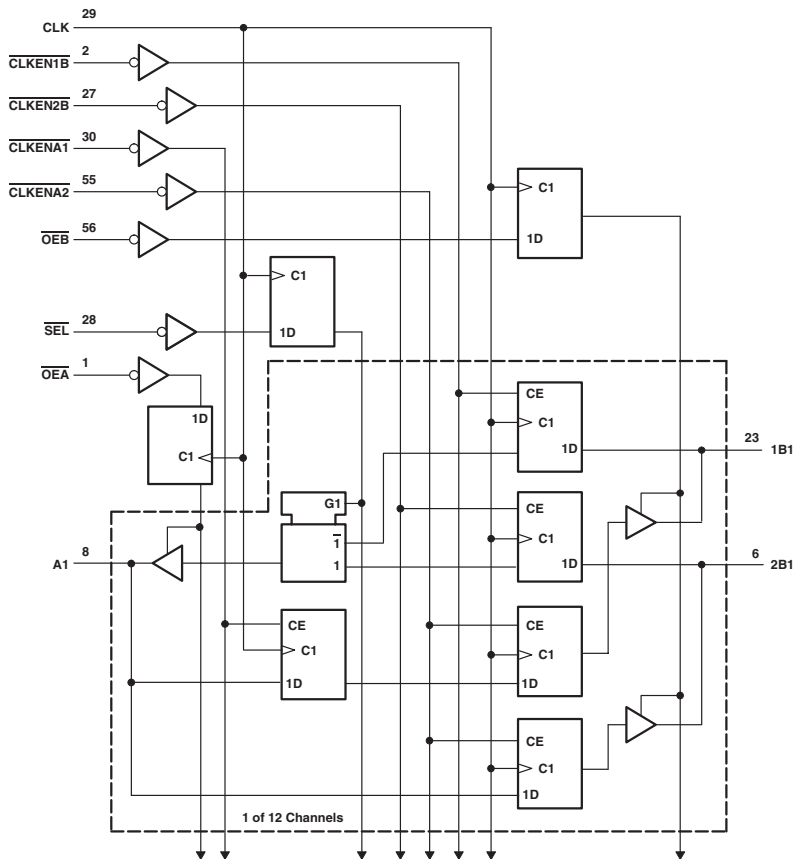 29
CLK
2
CLKEN1B
27
CLKEN2B
30
CLKENA1
55
CLKENA2
C1
56
OEB
1D
C1
28
SEL
1D
1
OEA
CE
1D
C1
23
1D
1B1
C1
G1
CE
C1
1
8
6
A1
1
1D
2B1
CE
CE
C1
C1
1D
1D
CE
C1
1D
1 of 12 Channels